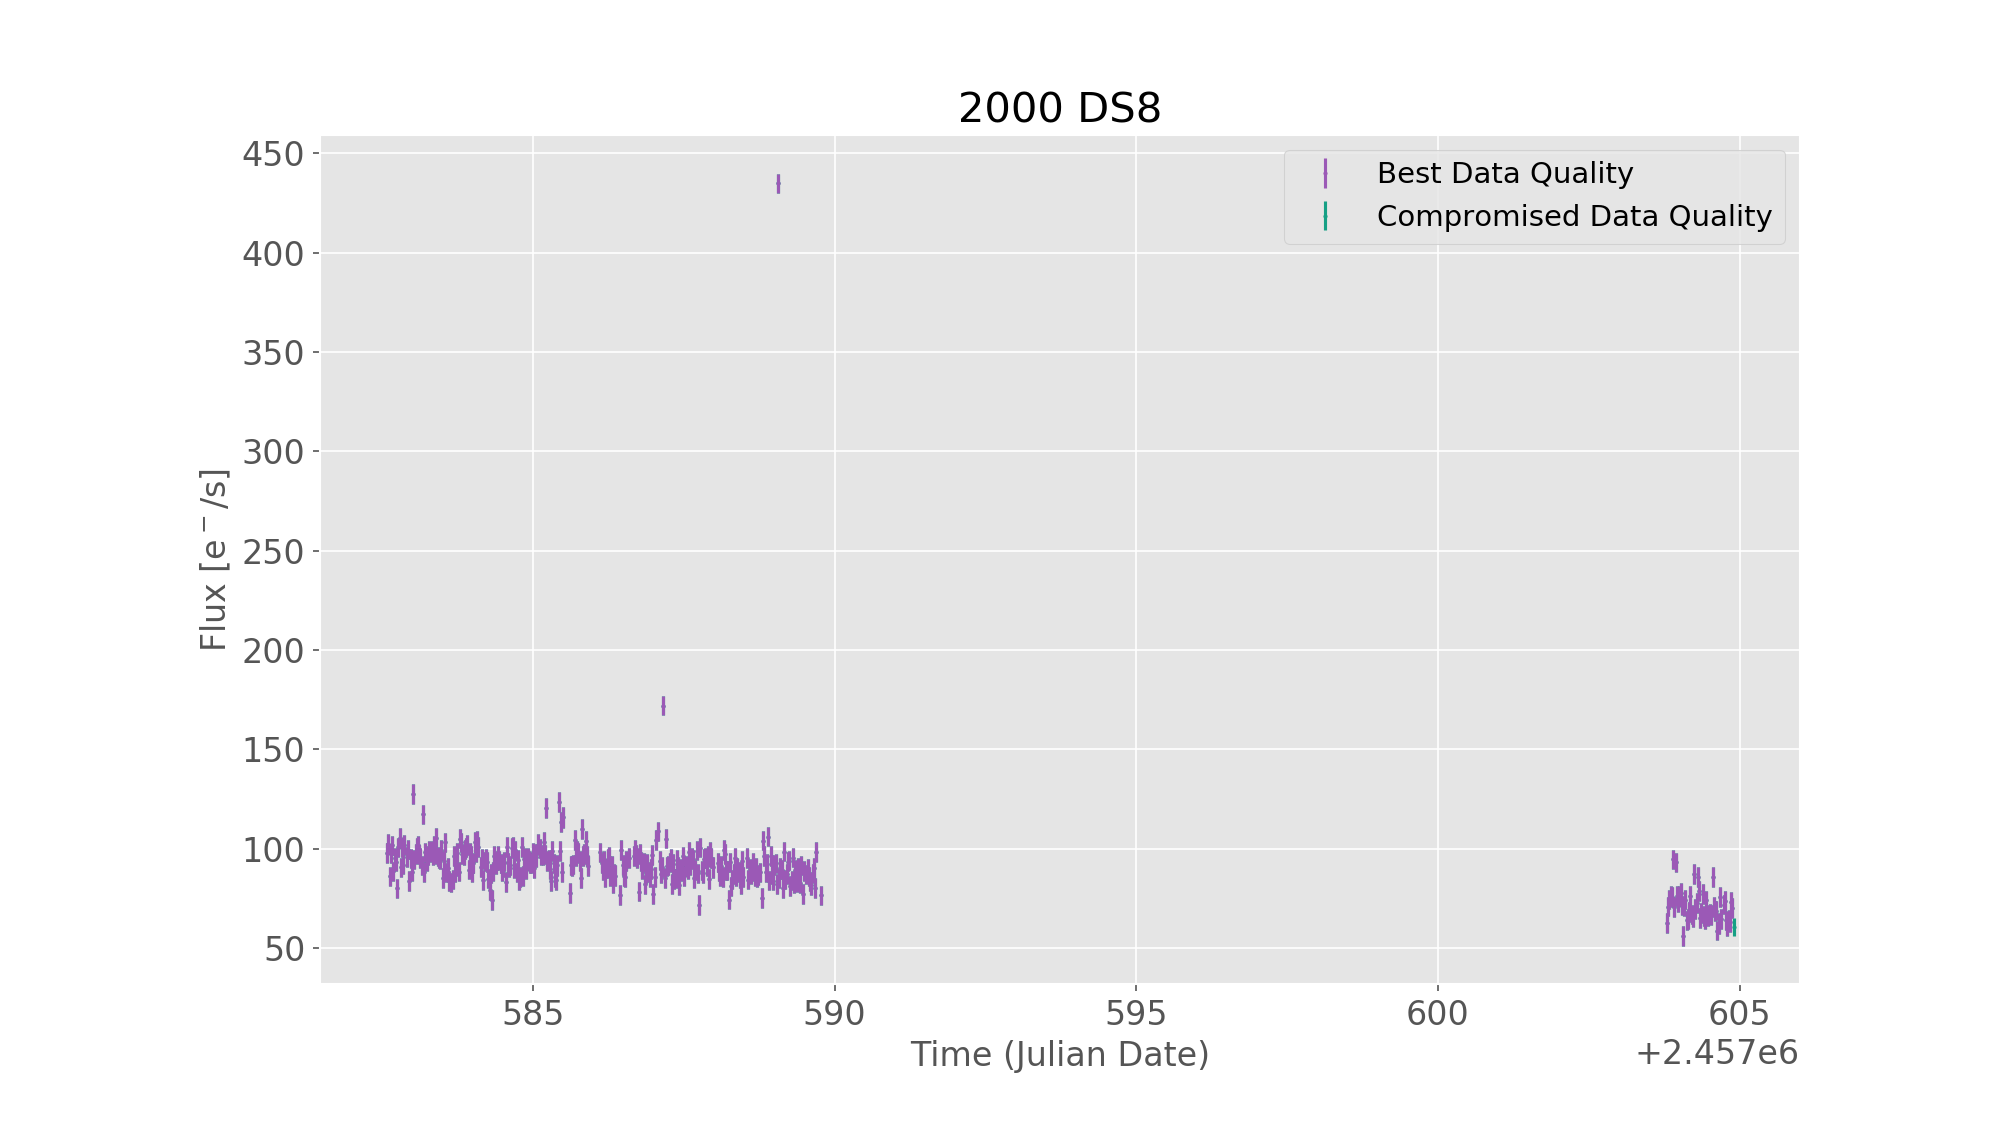 2000 DS8
Best Data Quality
Compromised Data Quality
Flux [e⁻/s]
450
400
350
300
250
200
150
100
50
585
590
595
600
605
+2.457e6
Time (Julian Date)